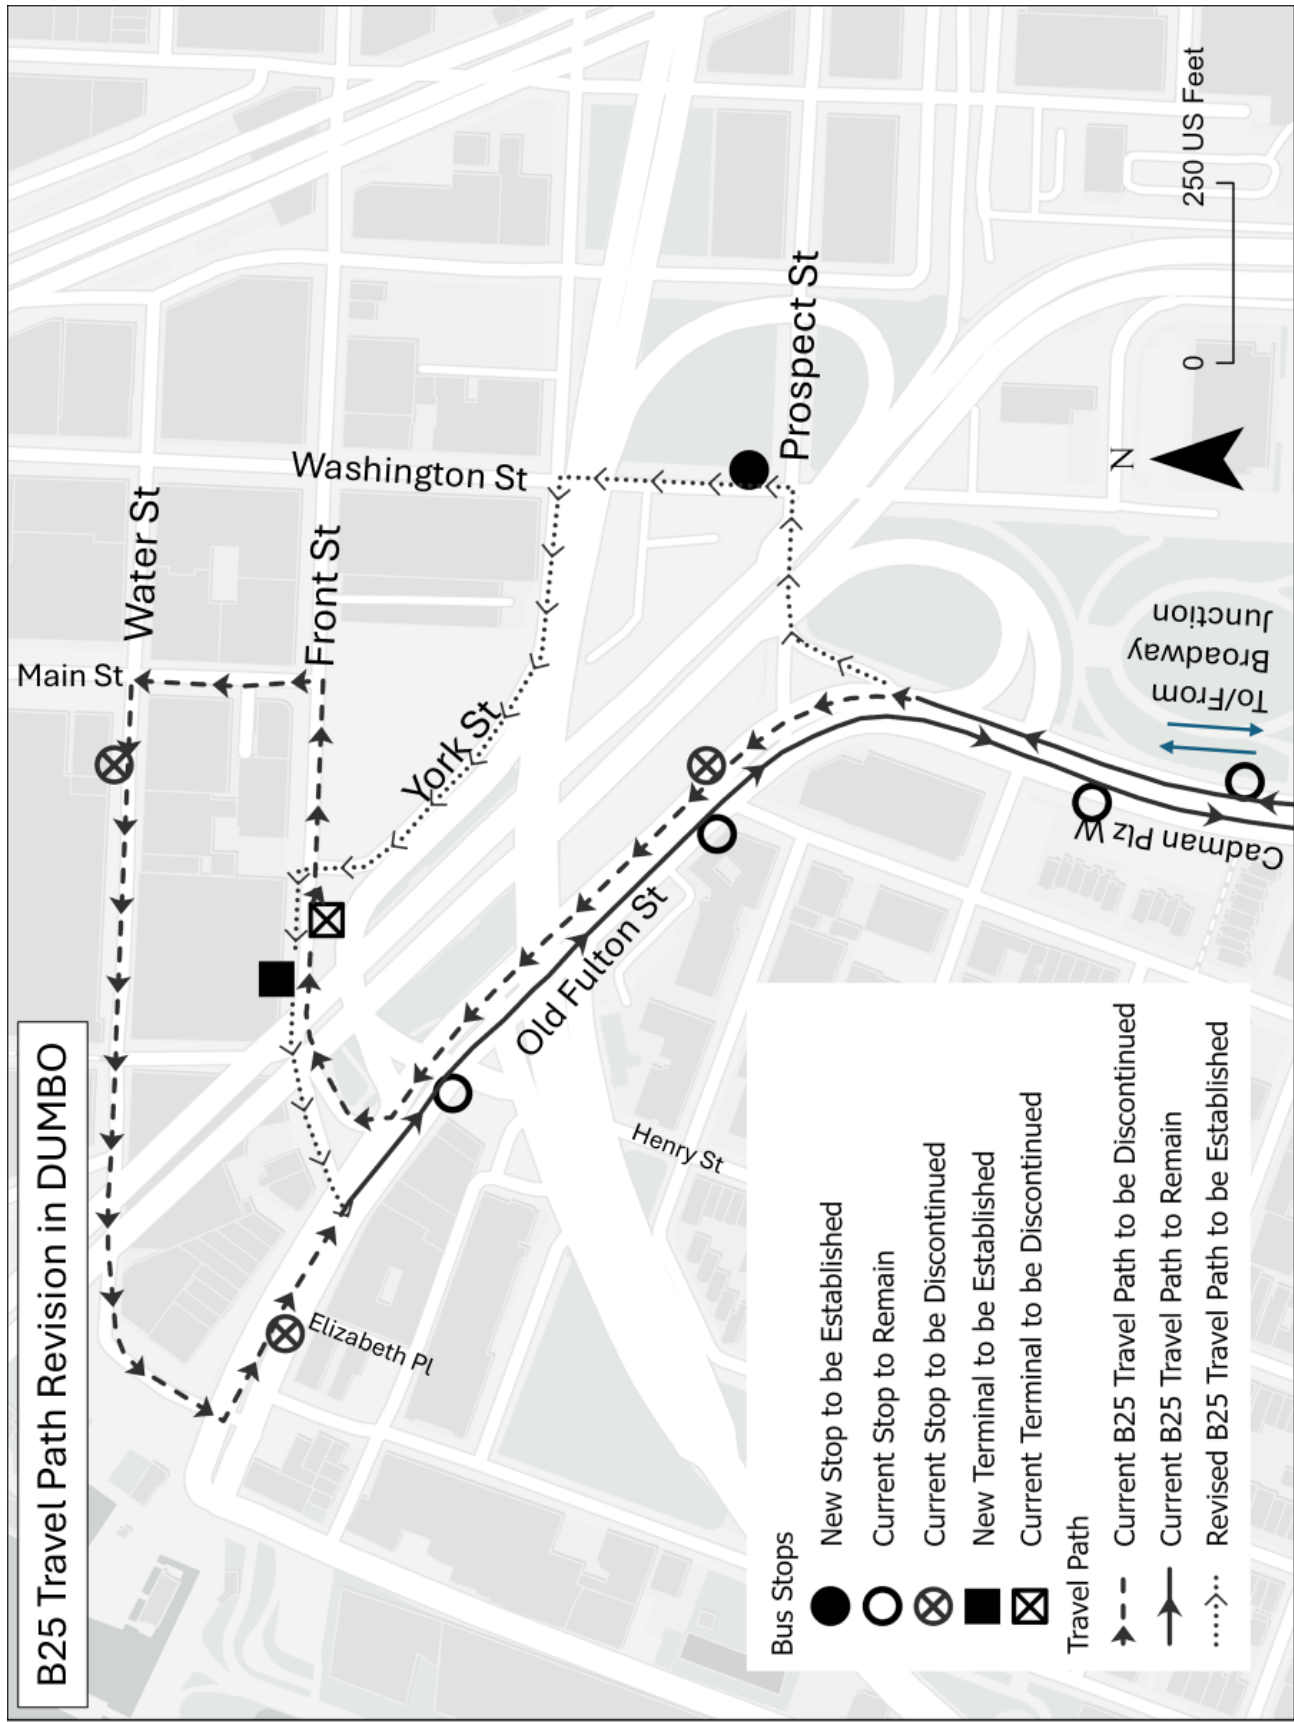 B25 Travel Path Revision in DUMBO
Main St
Water St
Front St
Washington St
York St
Prospect St
Old Fulton St
Elizabeth Pl
Henry St
Cadman Plz W
To/From
Broadway
Junction
N
0
250 US Feet
Bus Stops
New Stop to be Established
Current Stop to Remain
Current Stop to be Discontinued
New Terminal to be Established
Current Terminal to be Discontinued
Travel Path
Current B25 Travel Path to be Discontinued
Current B25 Travel Path to Remain
Revised B25 Travel Path to be Established